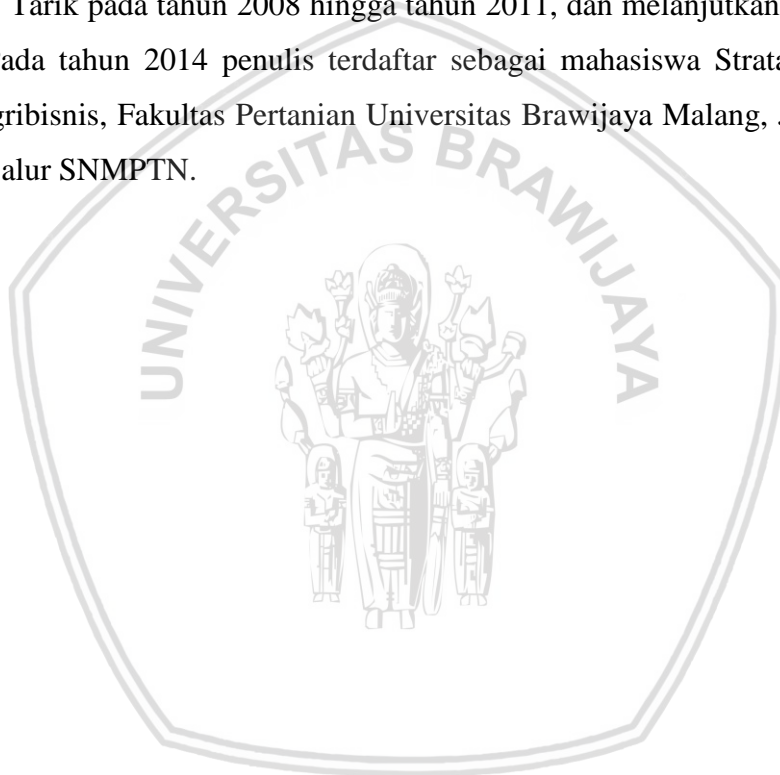 Tarik pada tahun 2008 hingga tahun 2011, dan melanjutkan
ada tahun 2014 penulis terdaftar sebagai mahasiswa Strata
gribisnis, Fakultas Pertanian Universitas Brawijaya Malang,
alur SNMPTN.
UNIVERSITAS BRAWIJAYA